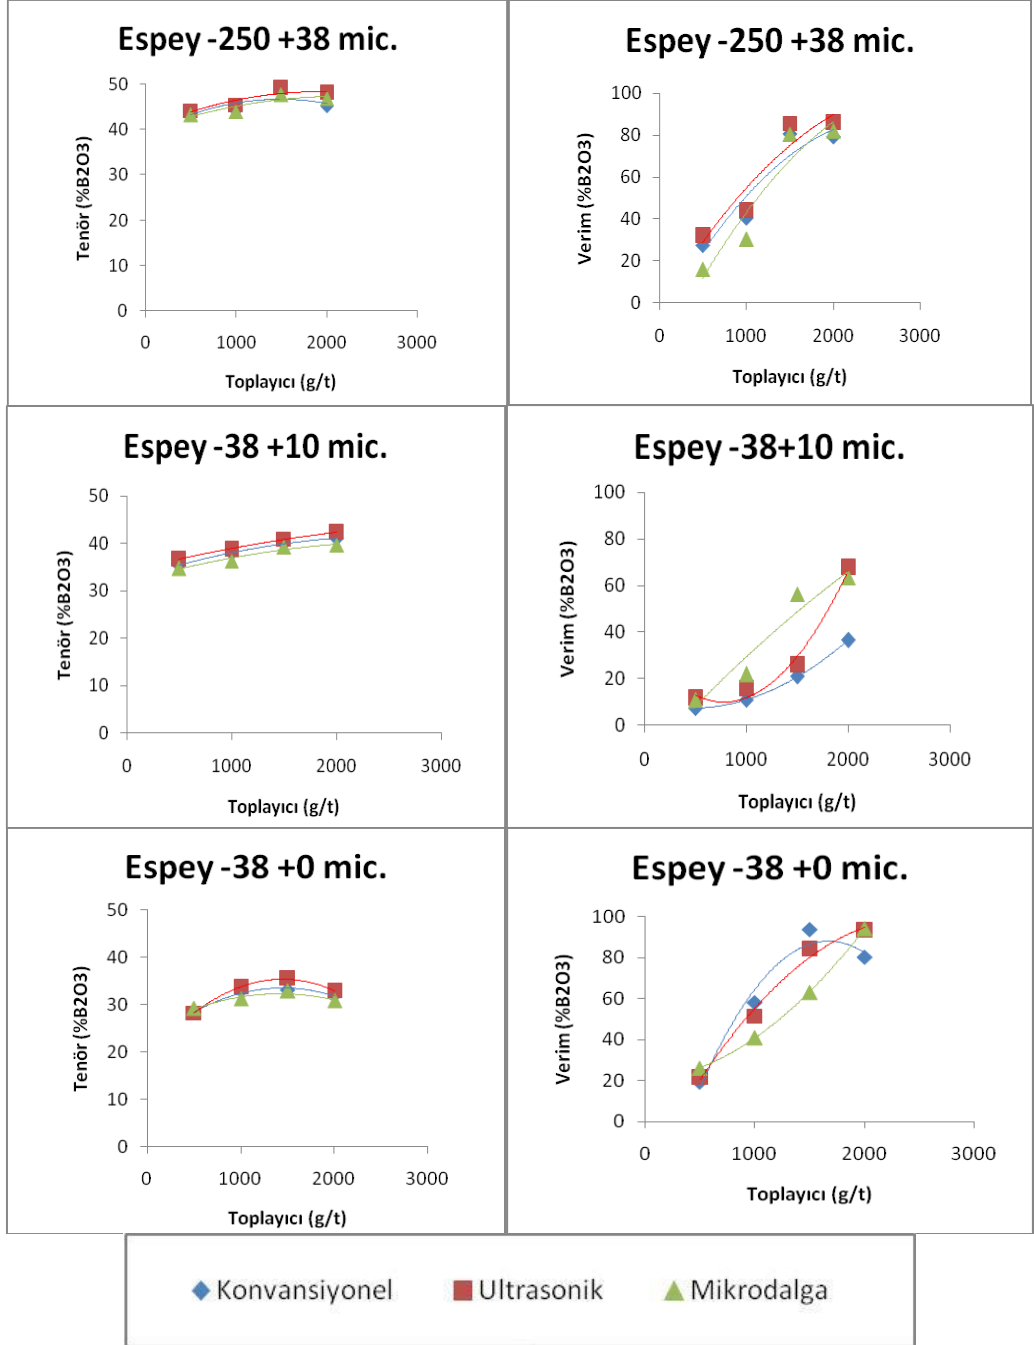 Espey -250 +38 mic.
50
40
30
20
10
0
0 1000 2000 3000
Tenör (%B2O3)
Toplayıcı (g/t)
Espey -250 +38 mic.
100
80
60
40
20
0
0 1000 2000 3000
Verim (%B2O3)
Toplayıcı (g/t)
Espey -38 +10 mic.
50
40
30
20
10
0
0 1000 2000 3000
Tenör (%B2O3)
Toplayıcı (g/t)
Espey -38+10 mic.
100
80
60
40
20
0
0 1000 2000 3000
Verim (%B2O3)
Toplayıcı (g/t)
Espey -38 +0 mic.
50
40
30
20
10
0
0 1000 2000 3000
Tenör (%B2O3)
Toplayıcı (g/t)
Espey -38 +0 mic.
100
80
60
40
20
0
0 1000 2000 3000
Verim (%B2O3)
Toplayıcı (g/t)
Konvansiyonel Ultrasonik Mikrodalga